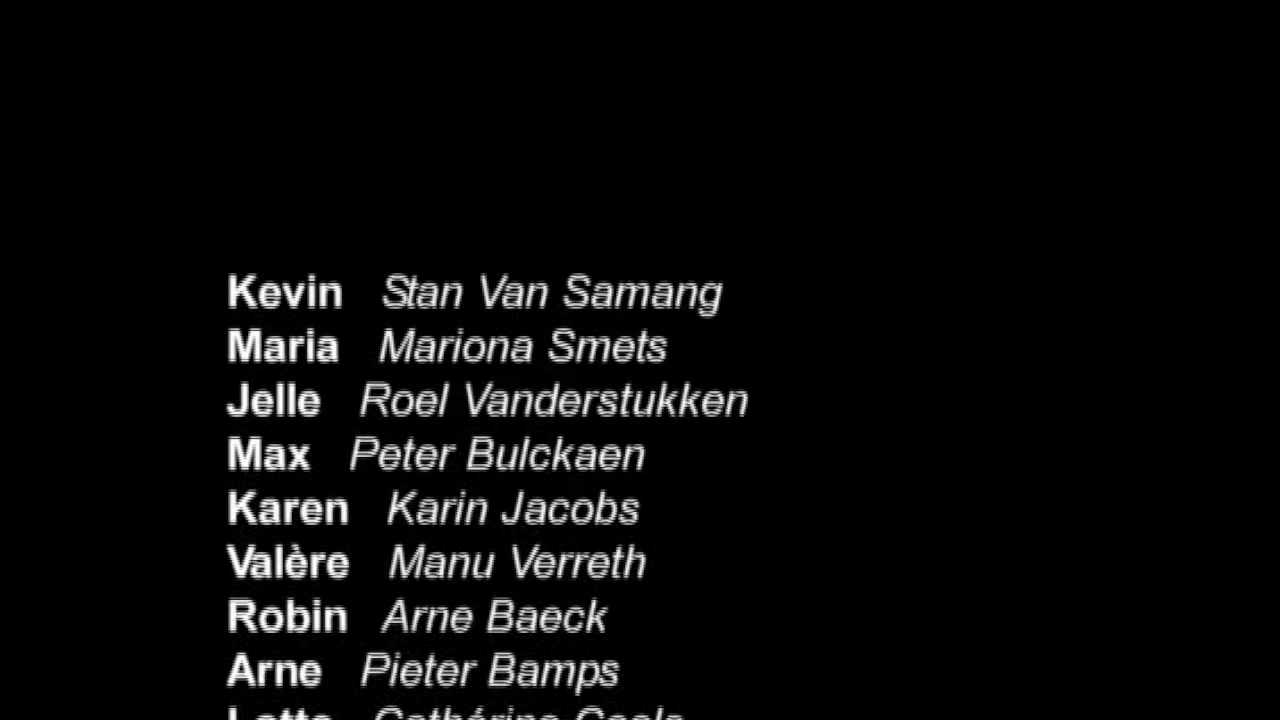 Kevin Stan Van Samang
Maria Mariona Smets
Jelle Roel Vanderstukken
Max Peter Bulckaen
Karen Karin Jacobs
Valère Manu Verreth
Robin Arne Baeck
Arne Pieter Bamps